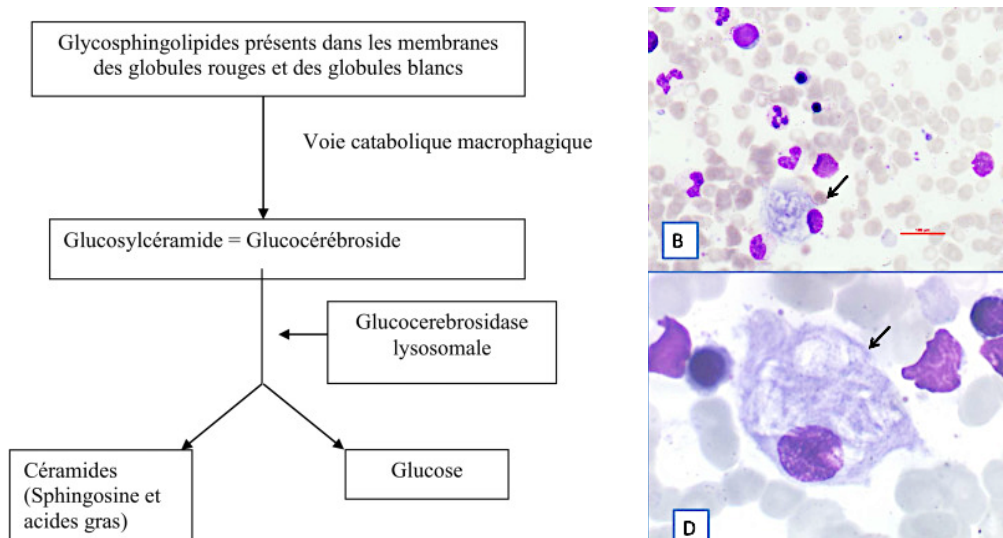 Glycosphingolipides présents dans les membranes
des globules rouges et des globules blancs
Voie catabolique macrophagique
Glucosylcéramide = Glucocérébroside
Glucocerebrosidase
lysosomale
Céramides
(Sphingosine et
acides gras)
Glucose
B
D